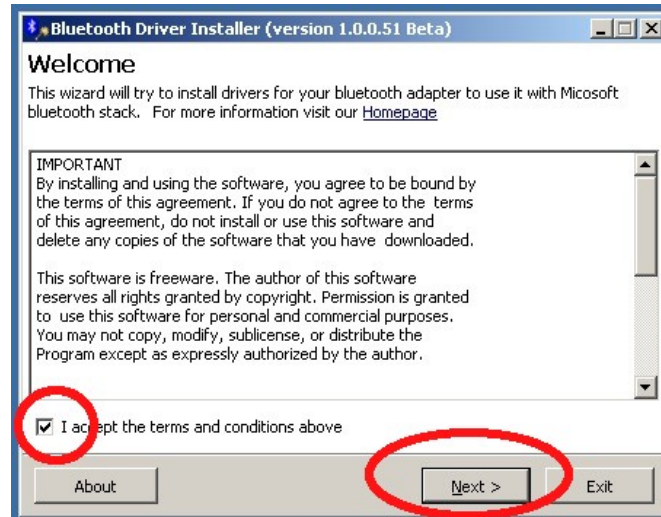 Bluetooth Driver Installer (version 1.0.0.51 Beta)
Welcome
This wizard will try to install drivers for your bluetooth adapter to use it with Micosoft
bluetooth stack. For more information visit our Homepage
IMPORTANT
By installing and using the software, you agree to be bound by
the terms of this agreement. If you do not agree to the terms
of this agreement, do not install or use this software and
delete any copies of the software that you have downloaded.
This software is freeware. The author of this software
reserves all rights granted by copyright. Permission is granted
to use this software for personal and commercial purposes.
You may not copy, modify, sublicense, or distribute the
Program except as expressly authorized by the author.
I accept the terms and conditions above
About
Next >
Exit